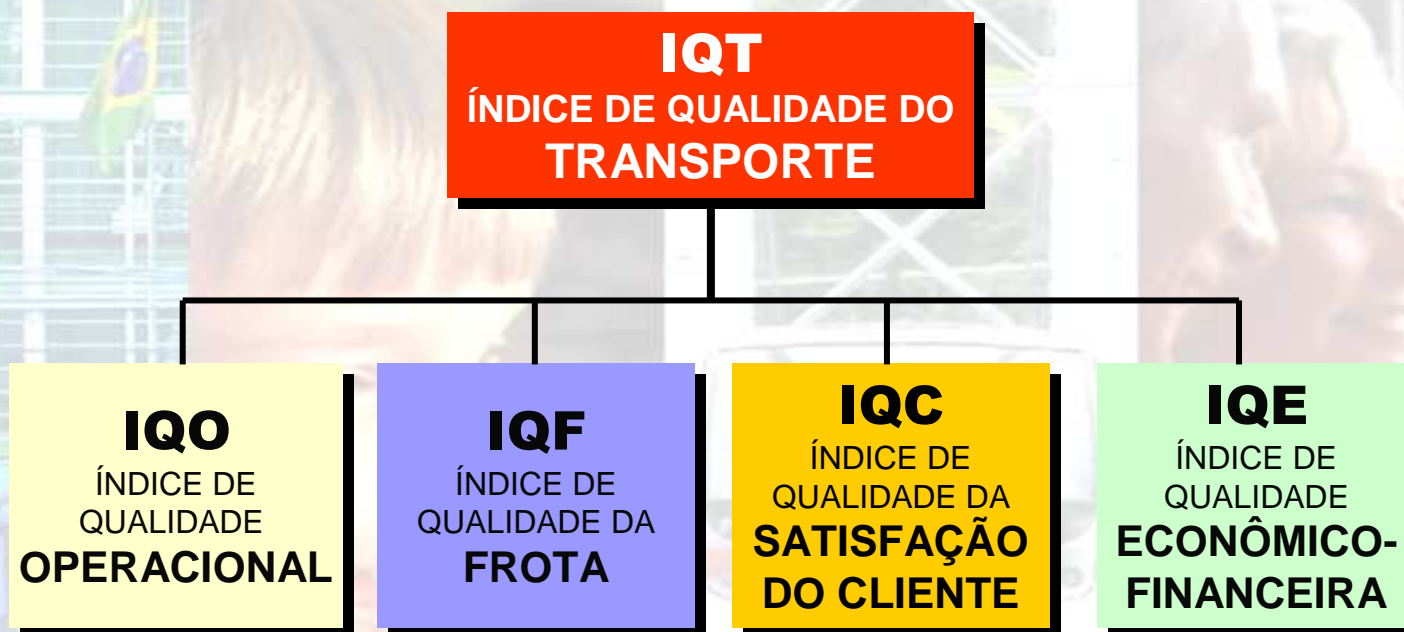 IQT
ÍNDICE DE QUALIDADE DO
TRANSPORTE
IQO
ÍNDICE DE
QUALIDADE
OPERACIONAL
IQF
ÍNDICE DE
QUALIDADE DA
FROTA
IQC
ÍNDICE DE
QUALIDADE DA
SATISFAÇÃO
DO CLIENTE
IQE
ÍNDICE DE
QUALIDADE
ECONÔMICO-
FINANCEIRA